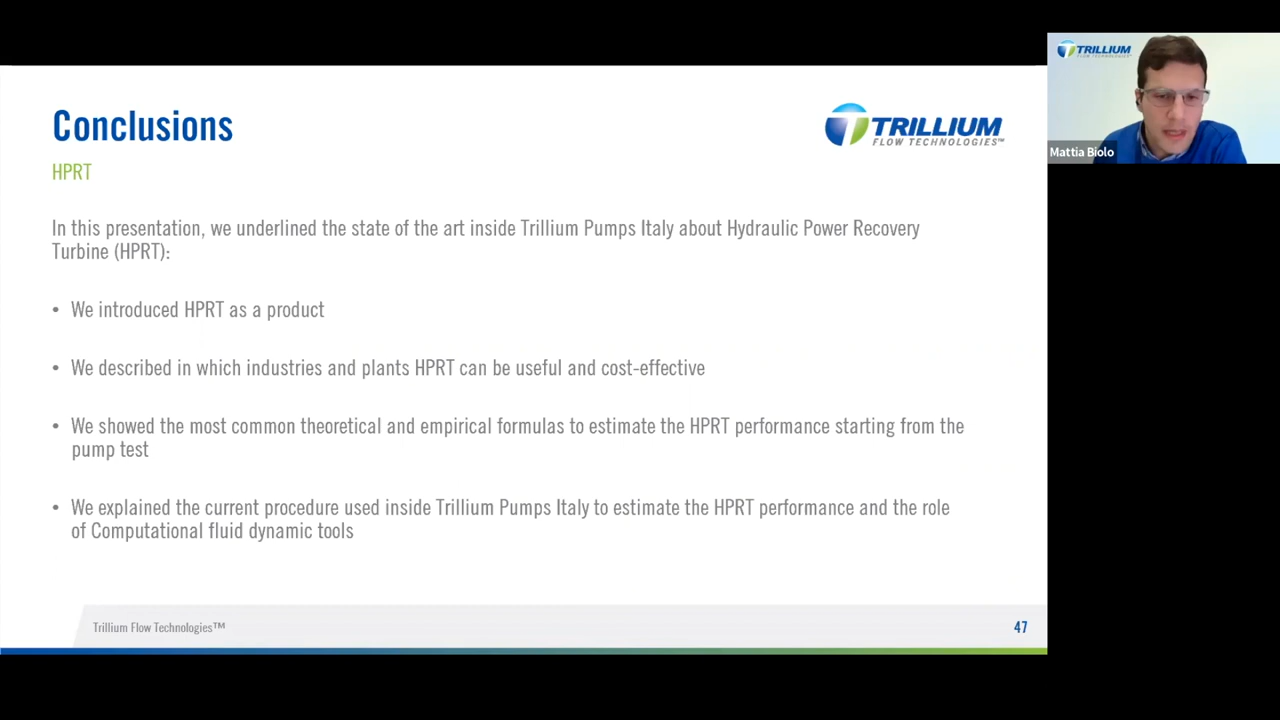 Conclusions
TRILLIUM
FLOW TECHNOLOGIES™
HPRT
In this presentation, we underlined the state of the art inside Trillium Pumps Italy about Hydraulic Power Recovery
Turbine (HPRT):
• We introduced HPRT as a product
• We described in which industries and plants HPRT can be useful and cost-effective
• We showed the most common theoretical and empirical formulas to estimate the HPRT performance starting from the
pump test
• We explained the current procedure used inside Trillium Pumps Italy to estimate the HPRT performance and the role
of Computational fluid dynamic tools
Trillium Flow Technologies™
47
TRILLIUM
FLOW TECHNOLOGIES™
Mattia Biolo